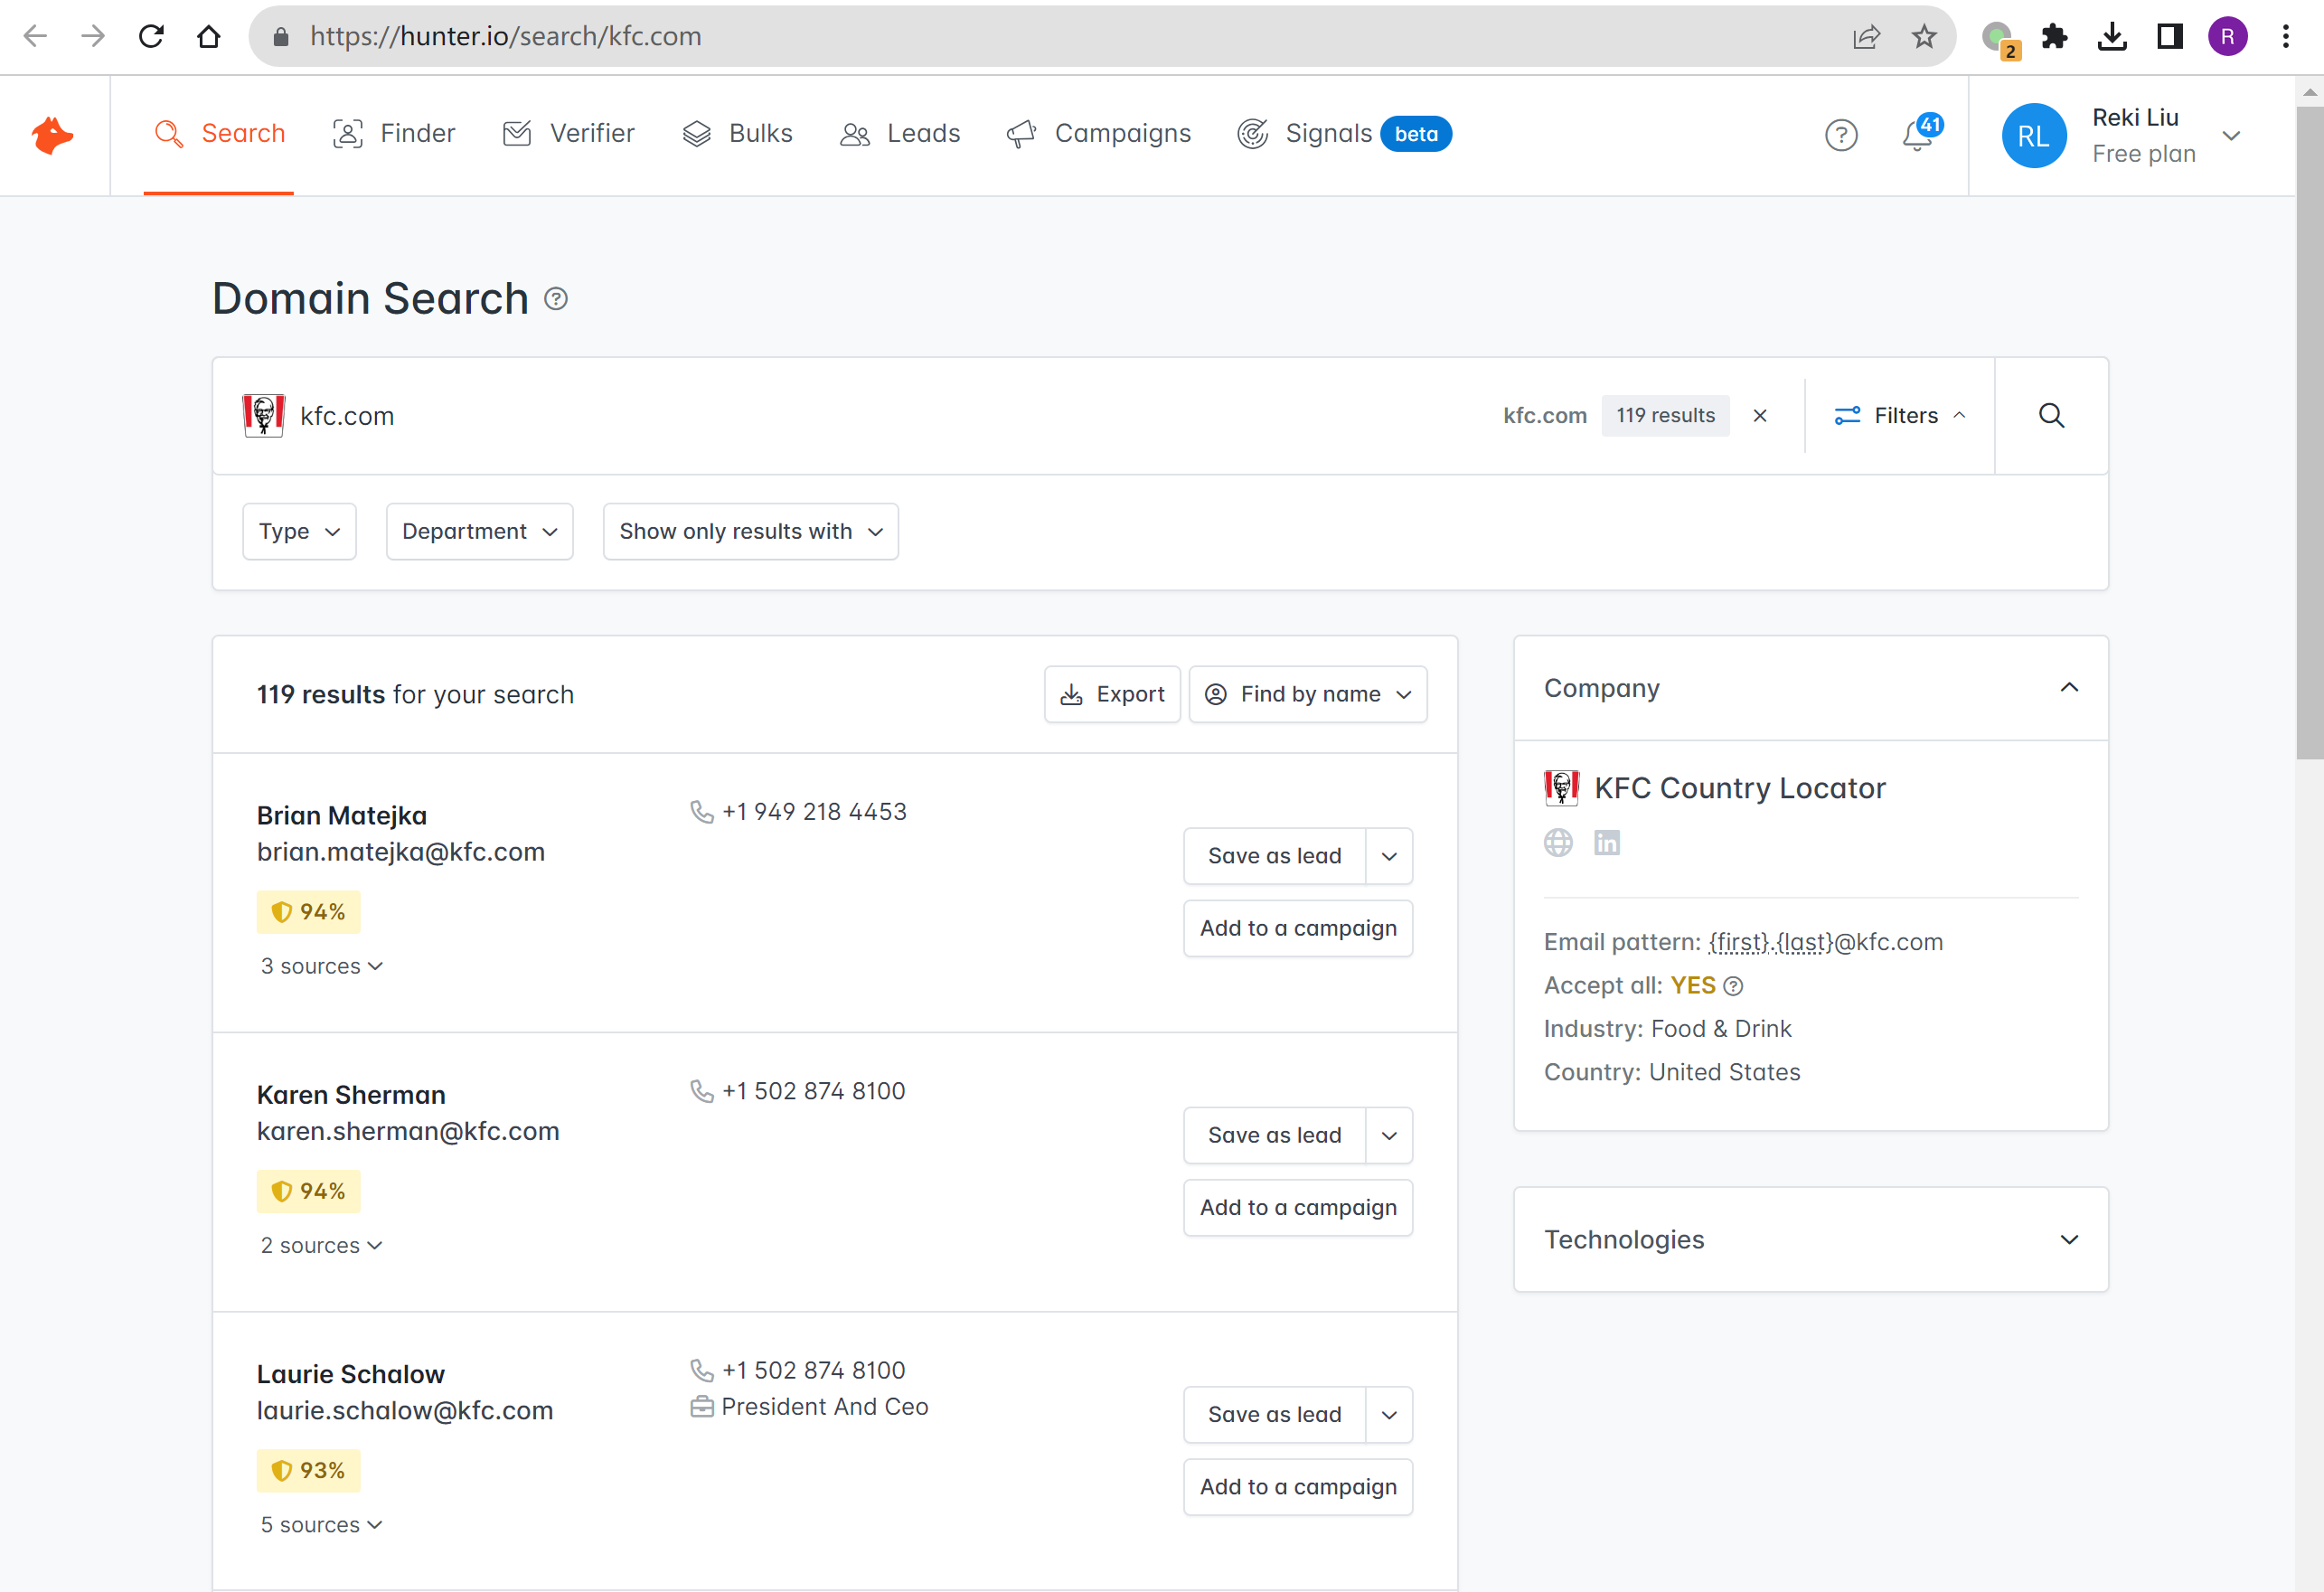 https://hunter.io/search/kfc.com
2
R
Search
Finder
Verifier
Bulks
Leads
Campaigns
Signals beta
?
41
RL
Reki Liu
Free plan
Domain Search ?
kfc.com
kfc.com 119 results
Filters
Type
Department
Show only results with
119 results for your search
Export
Find by name
Brian Matejka
brian.matejka@kfc.com
94%
3 sources
+1 949 218 4453
Save as lead
Add to a campaign
Karen Sherman
karen.sherman@kfc.com
94%
2 sources
+1 502 874 8100
Save as lead
Add to a campaign
Laurie Schalow
laurie.schalow@kfc.com
93%
5 sources
+1 502 874 8100
President And Ceo
Save as lead
Add to a campaign
Company
KFC Country Locator
in
Email pattern: {first}.{last}@kfc.com
Accept all: YES ?
Industry: Food & Drink
Country: United States
Technologies